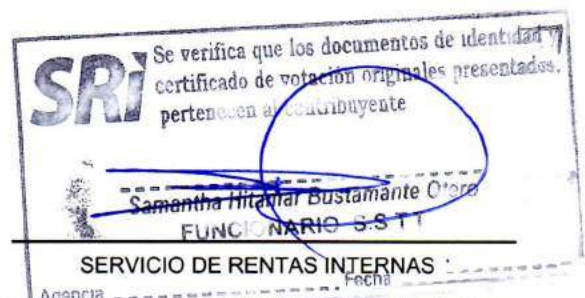 SRi
Se verifica que los documentos de identidad y
certificado de votación originales presentados,
pertenecen al contribuyente
Samantha Bustamante Otero
FUNCIONARIO S.S T T
SERVICIO DE RENTAS INTERNAS
Agencia Fecha